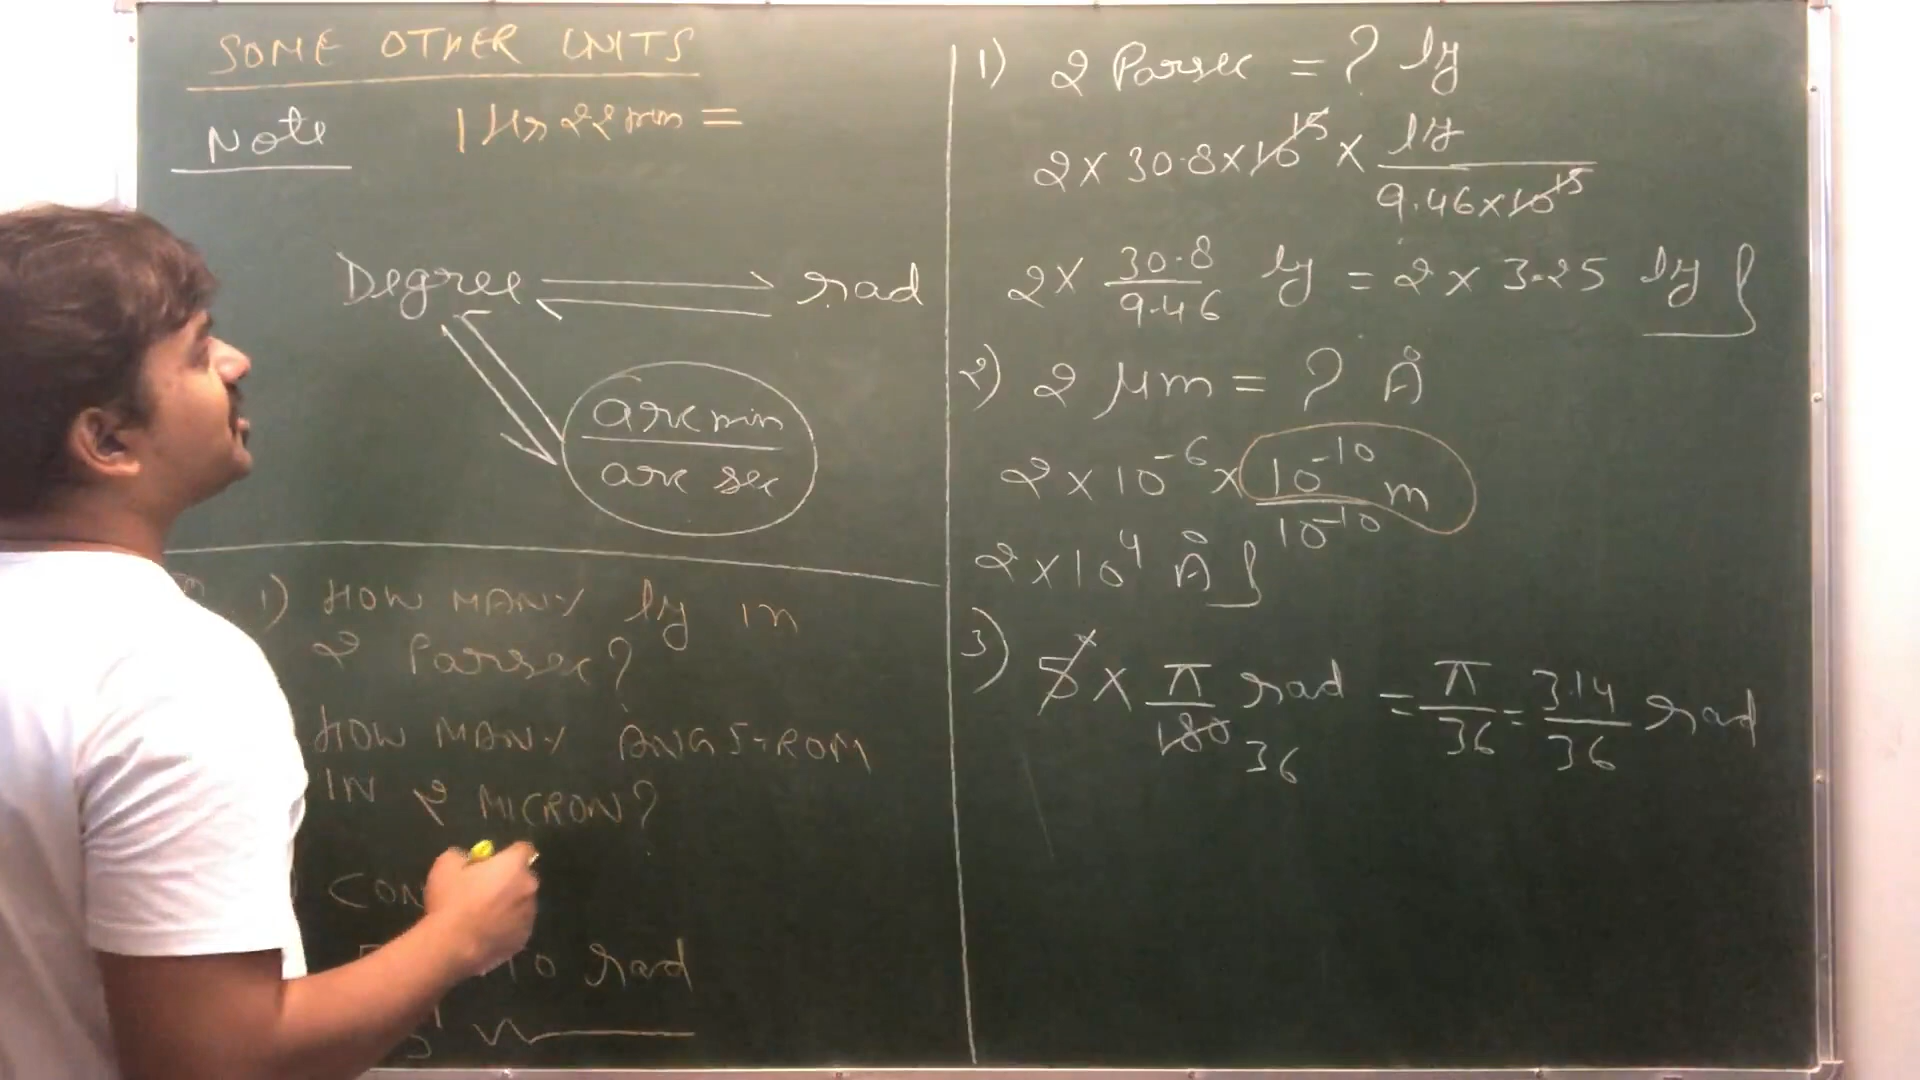 SOME OTHER UNITS
Note 1 Hr 22 min =
Degree ⇌ rad
arc min
arc sec
1) HOW MANY ly in
2 Parsec?
HOW MANY ANGSTROM
IN 2 MICRON?
rad
1) 2 Parsec = ? ly
2 × 30.8 × 10^15 × ly / 9.46 × 10^15
2 × 30.8 / 9.46 ly = 2 × 3.25 ly
2) 2 μm = ? Å
2 × 10^-6 × 10^-10 m / 10^-10
2 × 10^4 Å
3) 5 × π / 180 rad = π / 36 = 3.14 / 36 rad
36